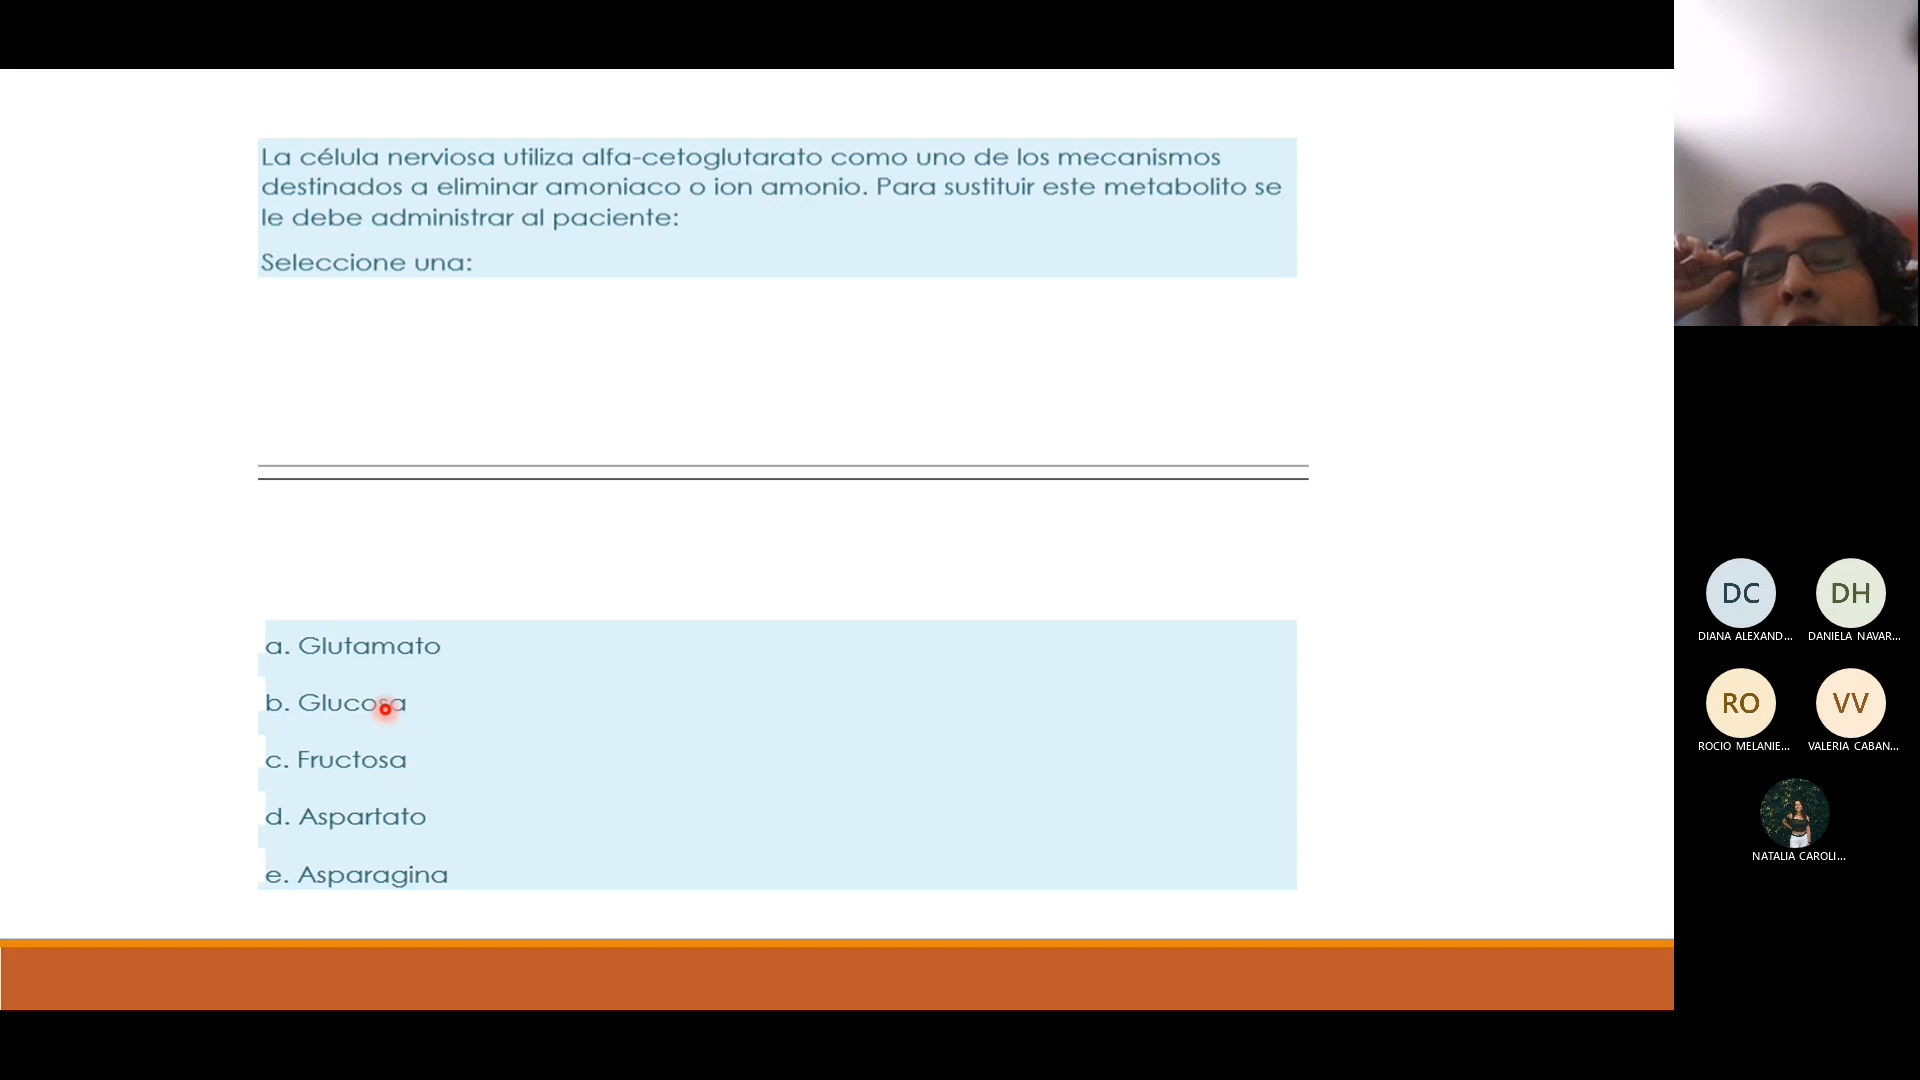 La célula nerviosa utiliza alfa-cetoglutarato como uno de los mecanismos
destinados a eliminar amoniaco o ion amonio. Para sustituir este metabolito se
le debe administrar al paciente:
Seleccione una:
a. Glutamato
b. Glucosa
c. Fructosa
d. Aspartato
e. Asparagina
DC
DH
DIANA ALEXAND...
DANIELA NAVAR...
RO
VV
ROCIO MELANIE...
VALERIA CABAN...
NATALIA CAROLI...